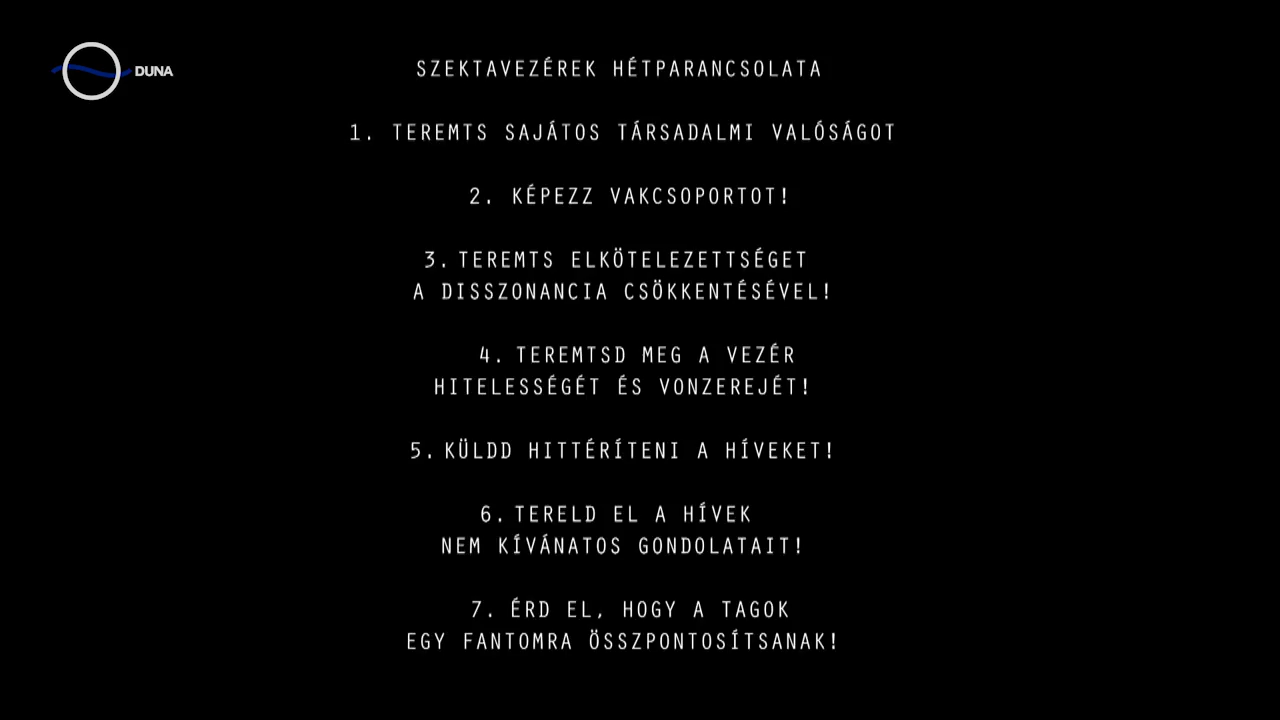 DUNA
SZEKTAVEZÉREK HÉTPARANCSOLATA
1. TEREMTS SAJÁTOS TÁRSADALMI VALÓSÁGOT
2. KÉPEZZ VAKCSOPORTOT!
3. TEREMTS ELKÖTELEZETTSÉGET
A DISSZONANCIA CSÖKKENTÉSÉVEL!
4. TEREMTSD MEG A VEZÉR
HITELESSÉGÉT ÉS VONZEREJÉT!
5. KÜLDD HITTÉRÍTENI A HÍVEKET!
6. TERELD EL A HÍVEK
NEM KÍVÁNATOS GONDOLATAIT!
7. ÉRD EL, HOGY A TAGOK
EGY FANTOMRA ÖSSZPONTOSÍTSANAK!